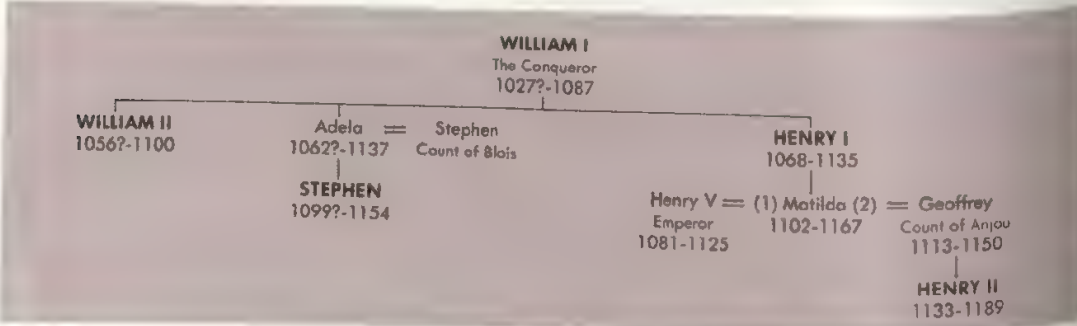 WILLIAM I
The Conqueror
1027?-1087
WILLIAM II
1056?-1100
Adela = Stephen
1062?-1137 Count of Blois
STEPHEN
1099?-1154
HENRY I
1068-1135
Henry V = (1) Matilda (2) = Geoffrey
Emperor 1102-1167 Count of Anjou
1081-1125 1113-1150
HENRY II
1133-1189